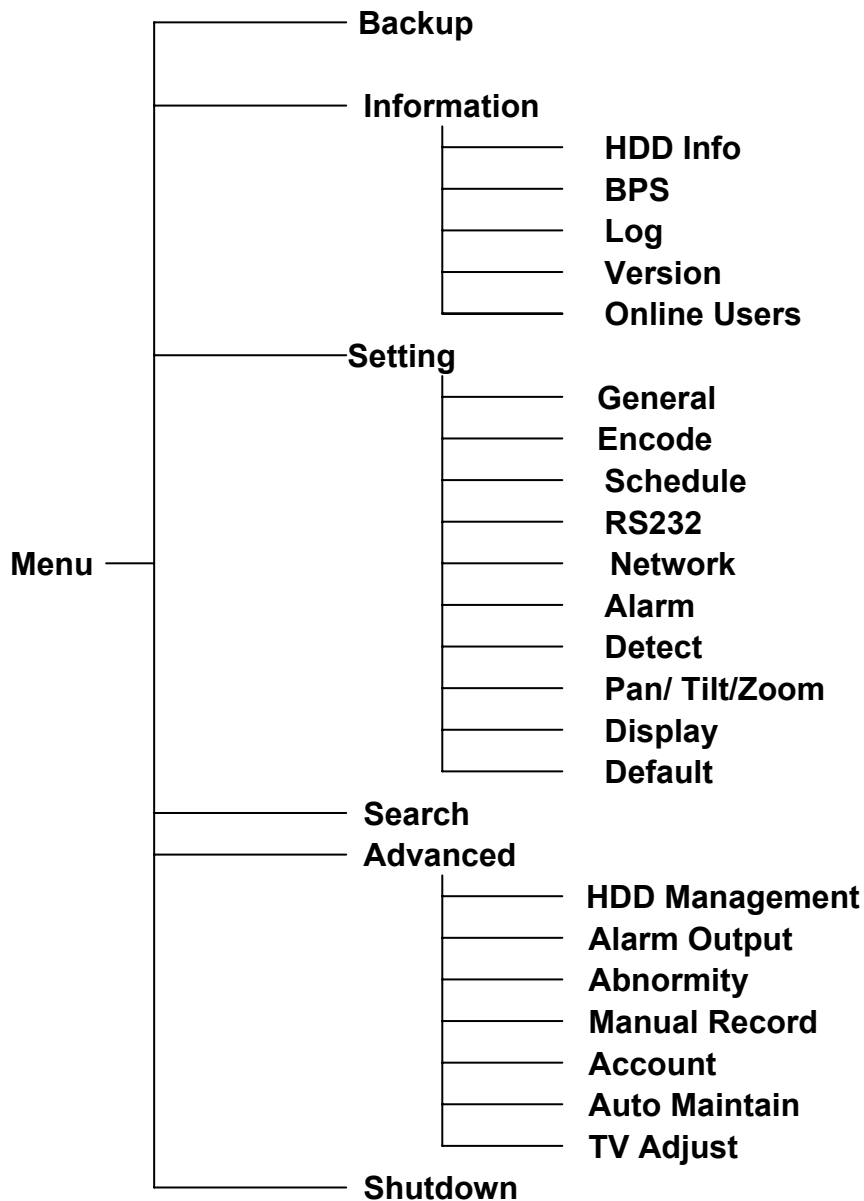 Backup
Information
HDD Info
BPS
Log
Version
Online Users
Setting
General
Encode
Schedule
RS232
Menu
Network
Alarm
Detect
Pan/ Tilt/Zoom
Display
Default
Search
Advanced
HDD Management
Alarm Output
Abnormity
Manual Record
Account
Auto Maintain
TV Adjust
Shutdown